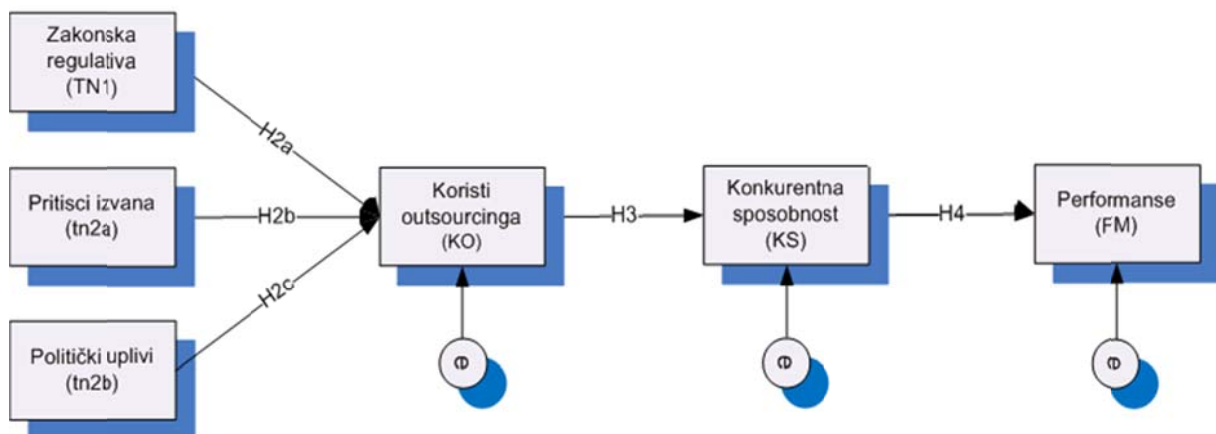 Zakonska
regulativa
(TN1)
H2a
Pritisci izvana
(tn2a)
H2b
Politički uplivi
(tn2b)
H2c
Koristi
outsourcinga
(KO)
e
H3
Konkurentna
sposobnost
(KS)
e
H4
Performanse
(FM)
e